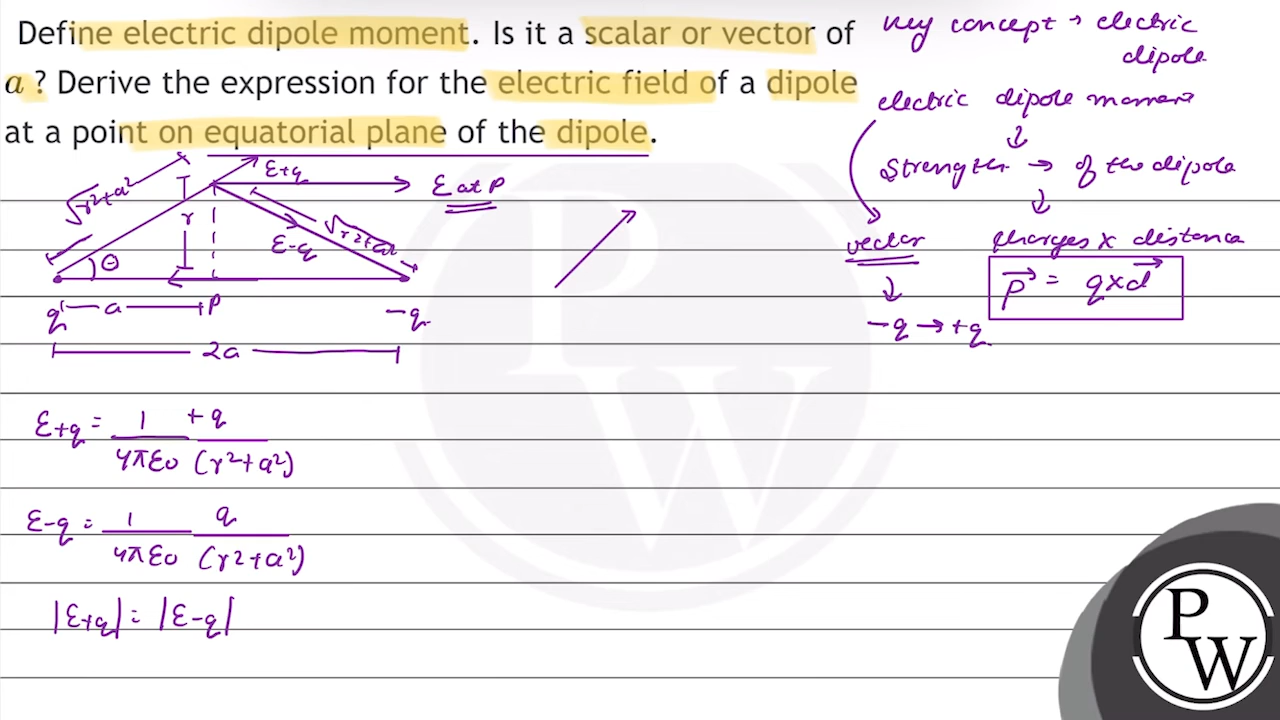 Define electric dipole moment. Is it a scalar or vector of
a ? Derive the expression for the electric field of a dipole
at a point on equatorial plane of the dipole.
key concept → electric
dipole
electric dipole moment
↓
Strength → of the dipole
↓
vector charges × distance
↓ p⃗ = q×d⃗
-q → +q
√r²+a²
E+q
E at P
r
√r²+a²
E-q
θ
q a P -q
2a
E+q = 1/4πε0 +q/(r²+a²)
E-q = 1/4πε0 q/(r²+a²)
|E+q| = |E-q|
PW
PW